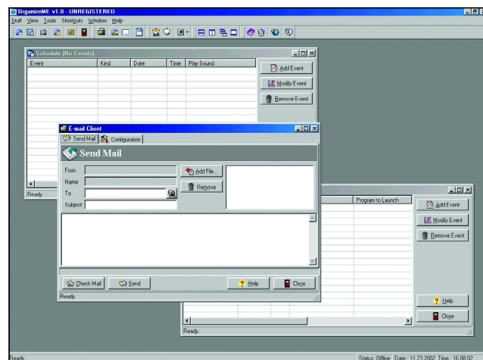 OrganizeME v1.0 - UNREGISTERED
Stuff View Tools Shortcuts Window Help
Schedule [No Events]
Event Kind Date Time Play Sound
Add Event
Modify Event
Remove Event
E-mail Client
Send Mail Configuration
Send Mail
From
Name
To
Subject
Add File...
Remove
Check Mail Send Help Close
Ready
Program to Launch
Add Event
Modify Event
Remove Event
Help
Close
Ready
Ready
Ready
Status: Offline Date : 11.23.2002 Time : 16:08:02